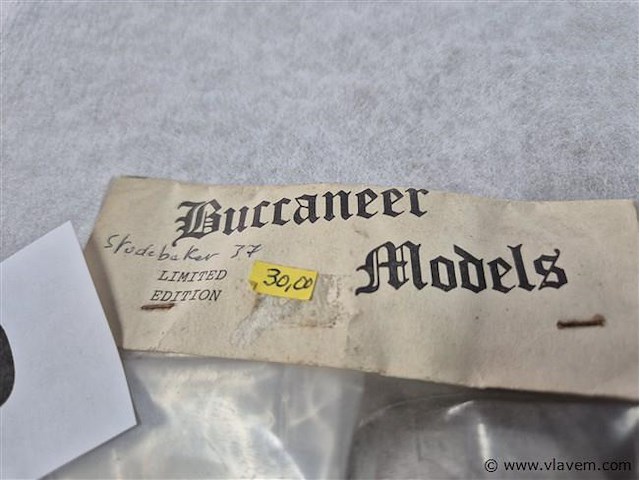 Buccaneer
Models
Studebaker 37
LIMITED
EDITION
30,00
© www.vlavem.com